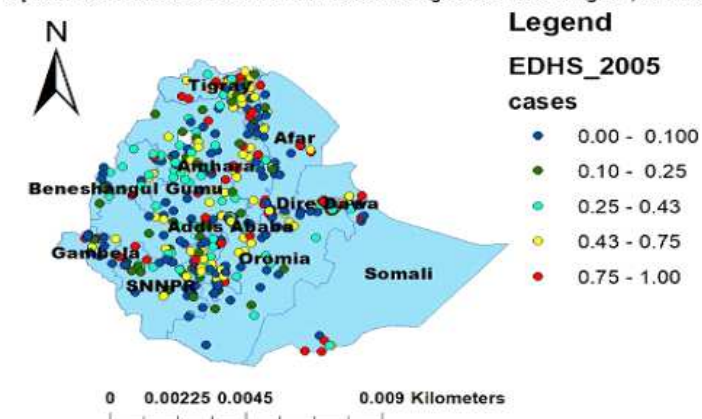 N
Legend
EDHS_2005
cases
0.00 - 0.100
0.10 - 0.25
0.25 - 0.43
0.43 - 0.75
0.75 - 1.00
Tigray
Afar
Amhara
Beneshangul Gumu
Dire Dawa
Addis Ababa
Gambela
Oromia
Somali
SNNPR
0 0.00225 0.0045 0.009 Kilometers